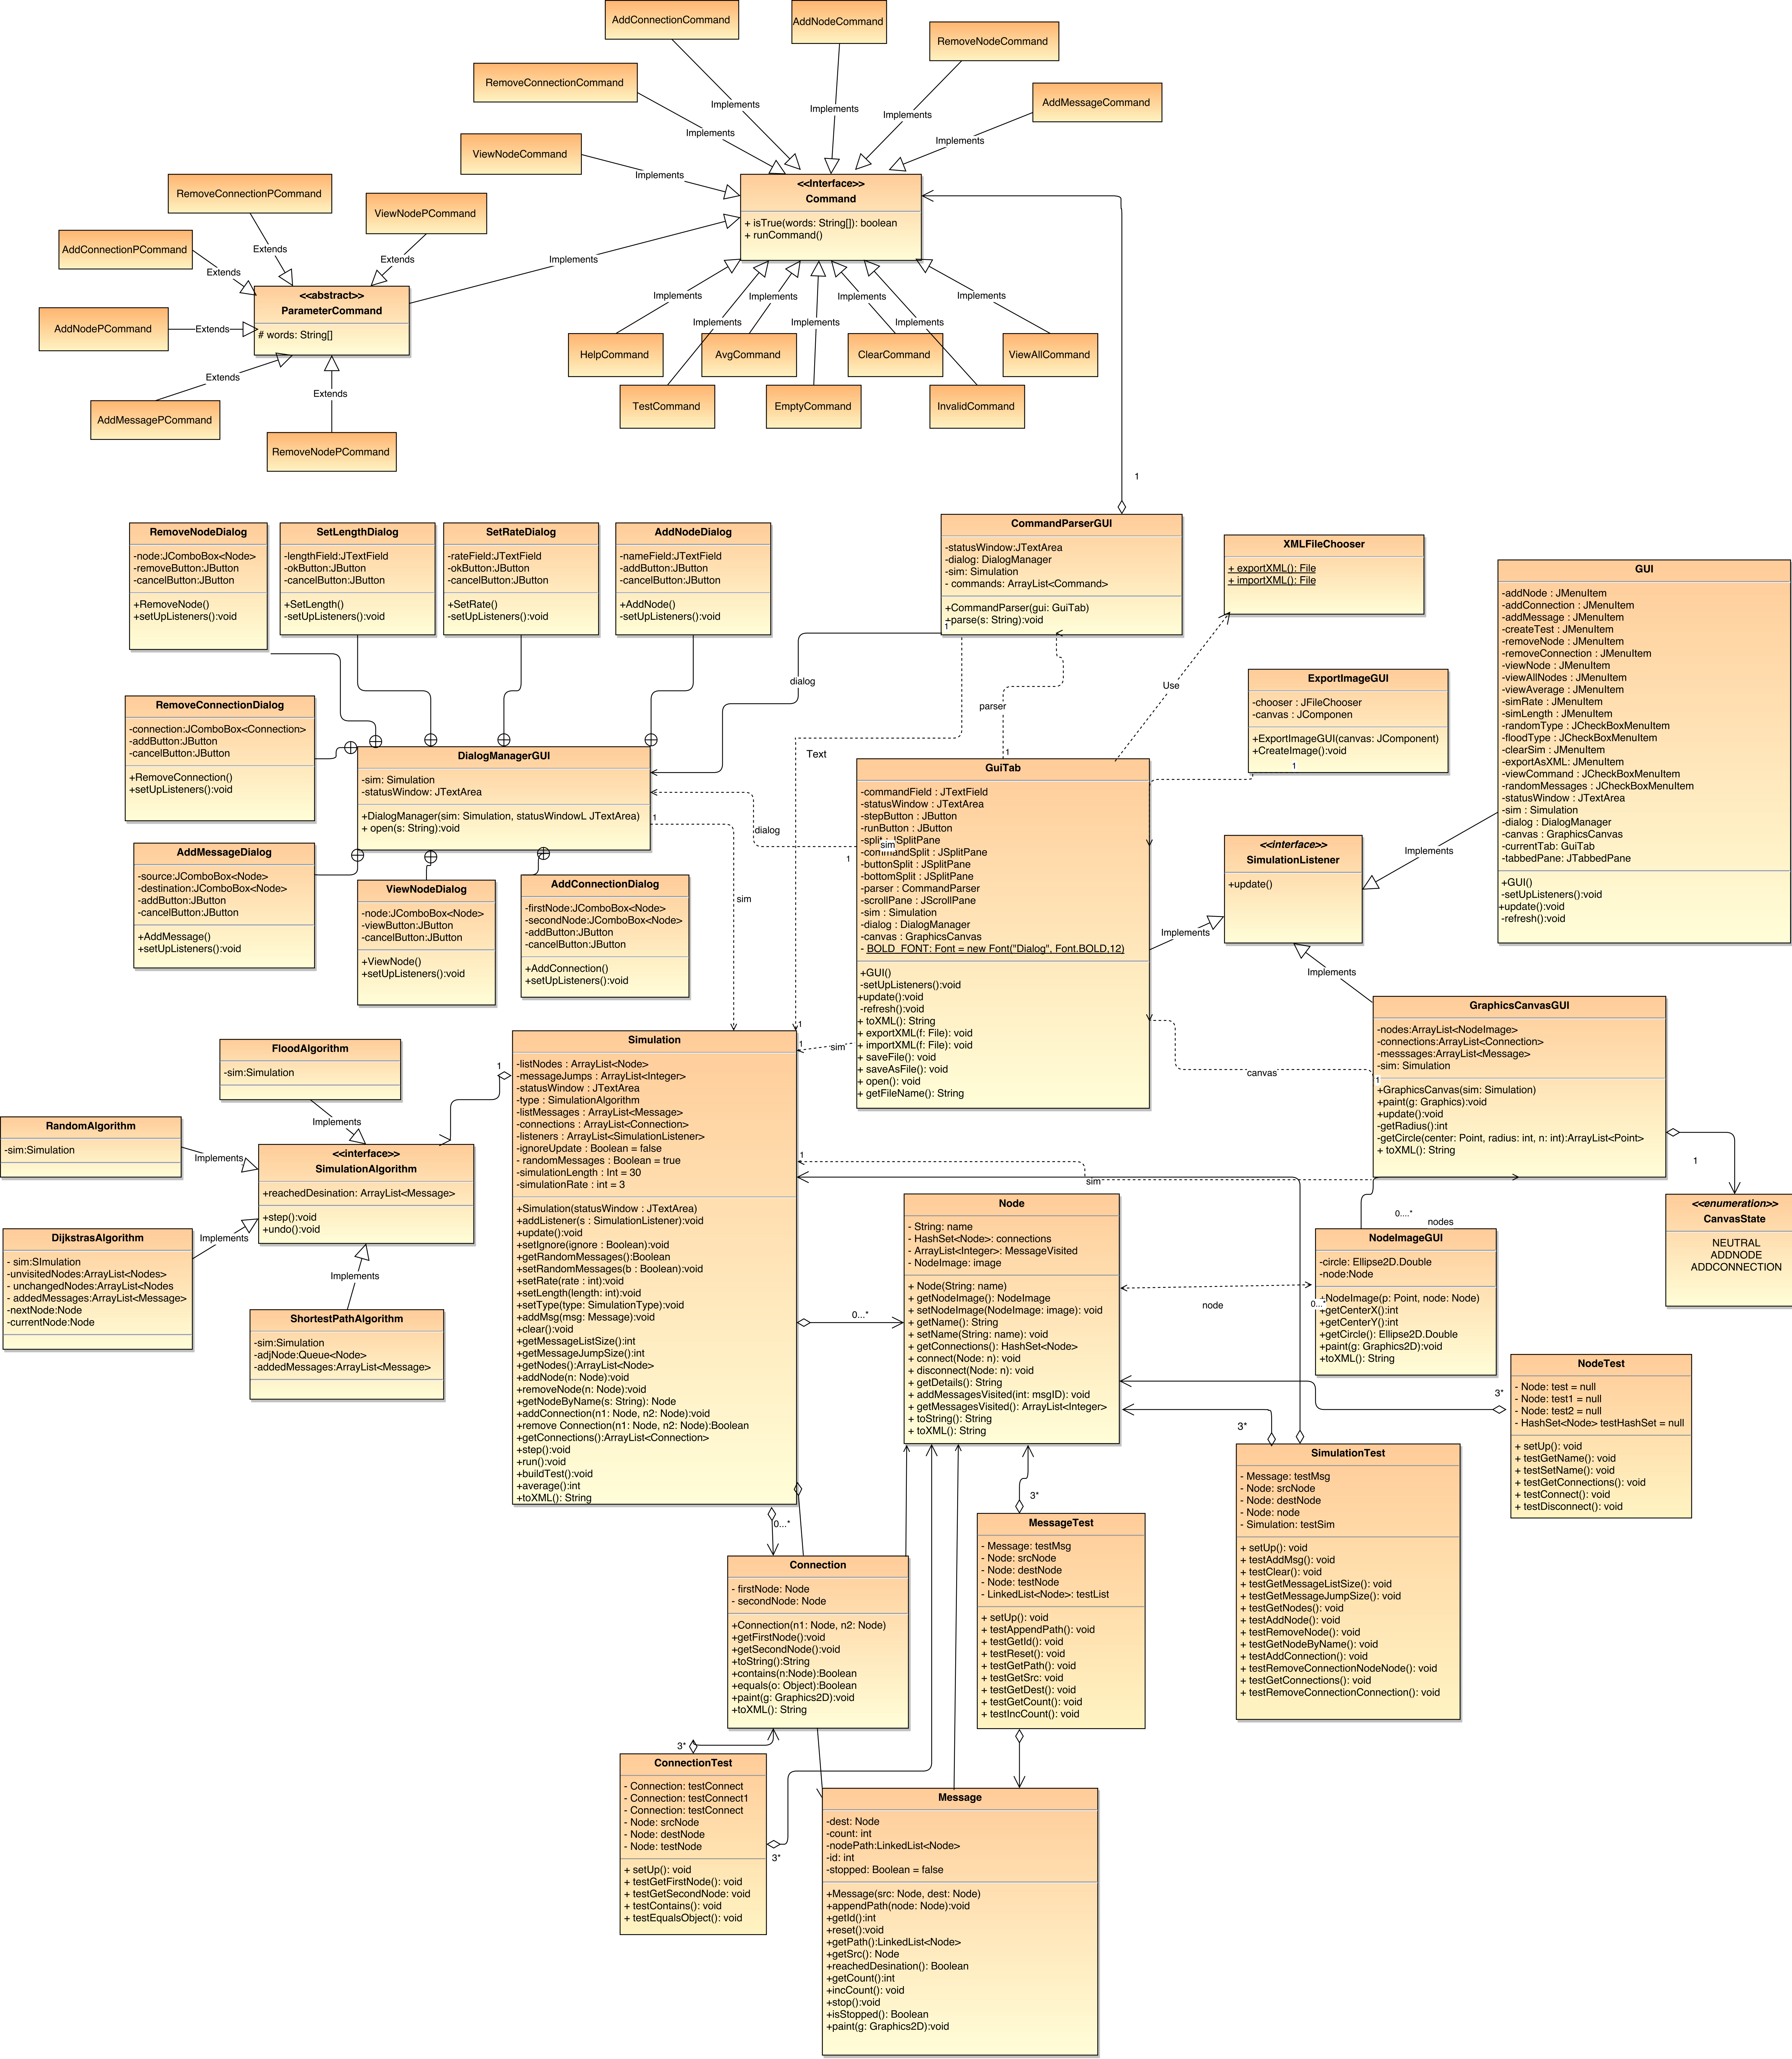 AddConnectionCommand
AddNodeCommand
RemoveNodeCommand
RemoveConnectionCommand
AddMessageCommand
ViewNodeCommand
Implements
Implements
Implements
Implements
Implements
Implements
<<Interface>>
Command
+ isTrue(words: String[]): boolean
+ runCommand()
RemoveConnectionPCommand
ViewNodePCommand
AddConnectionPCommand
AddNodePCommand
AddMessagePCommand
RemoveNodePCommand
Extends
Extends
Extends
Extends
Extends
Extends
<<abstract>>
ParameterCommand
# words: String[]
Implements
Implements
Implements
Implements
Implements
Implements
Implements
Implements
HelpCommand
AvgCommand
ClearCommand
ViewAllCommand
TestCommand
EmptyCommand
InvalidCommand
1
RemoveNodeDialog
-node:JComboBox<Node>
-removeButton:JButton
-cancelButton:JButton
+RemoveNode()
+setUpListeners():void
SetLengthDialog
-lengthField:JTextField
-okButton:JButton
-cancelButton:JButton
+SetLength()
-setUpListeners():void
SetRateDialog
-rateField:JTextField
-okButton:JButton
-cancelButton:JButton
+SetRate()
-setUpListeners():void
AddNodeDialog
-nameField:JTextField
-addButton:JButton
-cancelButton:JButton
+AddNode()
-setUpListeners:void
CommandParserGUI
-statusWindow:JTextArea
-dialog: DialogManager
-sim: Simulation
- commands: ArrayList<Command>
+CommandParser(gui: GuiTab)
+parse(s: String):void
1
XMLFileChooser
+ exportXML(): File
+ importXML(): File
GUI
-addNode : JMenuItem
-addConnection : JMenuItem
-addMessage : JMenuItem
-createTest : JMenuItem
-removeNode : JMenuItem
-removeConnection : JMenuItem
-viewNode : JMenuItem
-viewAllNodes : JMenuItem
-viewAverage : JMenuItem
-simRate : JMenuItem
-simLength : JMenuItem
-randomType : JCheckBoxMenuItem
-floodType : JCheckBoxMenuItem
-clearSim : JMenuItem
-exportAsXML : JMenuItem
-viewCommand : JCheckBoxMenuItem
-randomMessages : JCheckBoxMenuItem
-statusWindow : JTextArea
-sim : Simulation
-dialog : DialogManager
-canvas : GraphicsCanvas
-currentTab: GuiTab
-tabbedPane: JTabbedPane
+GUI()
-setUpListeners():void
+update():void
-refresh():void
ExportImageGUI
-chooser : JFileChooser
-canvas : JComponen
+ExportImageGUI(canvas: JComponent)
+CreateImage():void
1
dialog
parser
1
Use
Text
RemoveConnectionDialog
-connection:JComboBox<Connection>
-addButton:JButton
-cancelButton:JButton
+RemoveConnection()
+setUpListeners():void
DialogManagerGUI
-sim: Simulation
-statusWindow: JTextArea
+DialogManager(sim: Simulation, statusWindowL JTextArea)
+ open(s: String):void
1
dialog
1
sim
AddMessageDialog
-source:JComboBox<Node>
-destination:JComboBox<Node>
-addButton:JButton
-cancelButton:JButton
+AddMessage()
+setUpListeners():void
ViewNodeDialog
-node:JComboBox<Node>
-viewButton:JButton
-cancelButton:JButton
+ViewNode()
+setUpListeners():void
AddConnectionDialog
-firstNode:JComboBox<Node>
-secondNode:JComboBox<Node>
-addButton:JButton
-cancelButton:JButton
+AddConnection()
+setUpListeners():void
GuiTab
-commandField : JTextField
-statusWindow : JTextArea
-stepButton : JButton
-runButton : JButton
-split : JSplitPane
sim
-commandSplit : JSplitPane
-buttonSplit : JSplitPane
-bottomSplit : JSplitPane
-parser : CommandParser
-scrollPane : JScrollPane
-sim : Simulation
-dialog : DialogManager
-canvas : GraphicsCanvas
- BOLD_FONT: Font = new Font("Dialog", Font.BOLD,12)
+GUI()
-setUpListeners():void
+update():void
-refresh():void
+ toXML(): String
+ exportXML(f: File): void
+ importXML(f: File): void
+ saveFile(): void
+ saveAsFile(): void
+ open(): void
+ getFileName(): String
<<interface>>
SimulationListener
+update()
Implements
Implements
Implements
GraphicsCanvasGUI
-nodes:ArrayList<NodeImage>
-connections:ArrayList<Connection>
-messsages:ArrayList<Message>
-sim: Simulation
+GraphicsCanvas(sim: Simulation)
+paint(g: Graphics):void
+update():void
-getRadius():int
-getCircle(center: Point, radius: int, n: int):ArrayList<Point>
+ toXML(): String
canvas
1
1
<<enumeration>>
CanvasState
NEUTRAL
ADDNODE
ADDCONNECTION
FloodAlgorithm
-sim:Simulation
RandomAlgorithm
-sim:Simulation
Implements
Implements
Implements
Implements
<<interface>>
SimulationAlgorithm
+reachedDesination: ArrayList<Message>
+step():void
+undo():void
DijkstrasAlgorithm
- sim:SImulation
-unvisitedNodes:ArrayList<Nodes>
- unchangedNodes:ArrayList<Nodes
- addedMessages:ArrayList<Message>
-nextNode:Node
-currentNode:Node
ShortestPathAlgorithm
-sim:Simulation
-adjNode:Queue<Node>
-addedMessages:ArrayList<Message>
1
Simulation
-listNodes : ArrayList<Node>
-messageJumps : ArrayList<Integer>
-statusWindow : JTextArea
-type : SimulationAlgorithm
-listMessages : ArrayList<Message>
-connections : ArrayList<Connection>
-listeners : ArrayList<SimulationListener>
-ignoreUpdate : Boolean = false
- randomMessages : Boolean = true
-simulationLength : Int = 30
-simulationRate : int = 3
+Simulation(statusWindow : JTextArea)
+addListener(s : SimulationListener):void
+update():void
+setIgnore(ignore : Boolean):void
+getRandomMessages():Boolean
+setRandomMessages(b : Boolean):void
+setRate(rate : int):void
+setLength(length: int):void
+setType(type: SimulationType):void
+addMsg(msg: Message):void
+clear():void
+getMessageListSize():int
+getMessageJumpSize():int
+getNodes():ArrayList<Node>
+addNode(n: Node):void
+removeNode(n: Node):void
+getNodeByName(s: String): Node
+addConnection(n1: Node, n2: Node):void
+remove Connection(n1: Node, n2: Node):Boolean
+getConnections():ArrayList<Connection>
+step():void
+run():void
+buildTest():void
+average():int
+toXML(): String
1
1
sim
1
sim
0...*
0...*
Node
- String: name
- HashSet<Node>: connections
- ArrayList<Integer>: MessageVisited
- NodeImage: image
+ Node(String: name)
+ getNodeImage(): NodeImage
+ setNodeImage(NodeImage: image): void
+ getName(): String
+ setName(String: name): void
+ getConnections(): HashSet<Node>
+ connect(Node: n): void
+ disconnect(Node: n): void
+ getDetails(): String
+ addMessagesVisited(int: msgID): void
+ getMessagesVisited(): ArrayList<Integer>
+ toString(): String
+ toXML(): String
node
0....*
nodes
NodeImageGUI
-circle: Ellipse2D.Double
-node:Node
0...*
+NodeImage(p: Point, node: Node)
+getCenterX():int
+getCenterY():int
+getCircle(): Ellipse2D.Double
+paint(g: Graphics2D):void
+toXML(): String
NodeTest
- Node: test = null
- Node: test1 = null
- Node: test2 = null
- HashSet<Node> testHashSet = null
+ setUp(): void
+ testGetName(): void
+ testSetName(): void
+ testGetConnections(): void
+ testConnect(): void
+ testDisconnect(): void
3*
3*
3*
SimulationTest
- Message: testMsg
- Node: srcNode
- Node: destNode
- Node: node
- Simulation: testSim
+ setUp(): void
+ testAddMsg(): void
+ testClear(): void
+ testGetMessageListSize(): void
+ testGetMessageJumpSize(): void
+ testGetNodes(): void
+ testAddNode(): void
+ testRemoveNode(): void
+ testGetNodeByName(): void
+ testAddConnection(): void
+ testRemoveConnectionNodeNode(): void
+ testGetConnections(): void
+ testRemoveConnectionConnection(): void
MessageTest
- Message: testMsg
- Node: srcNode
- Node: destNode
- Node: testNode
- LinkedList<Node>: testList
+ setUp(): void
+ testAppendPath(): void
+ testGetId(): void
+ testReset(): void
+ testGetPath(): void
+ testGetSrc: void
+ testGetDest(): void
+ testGetCount(): void
+ testIncCount(): void
Connection
- firstNode: Node
- secondNode: Node
+Connection(n1: Node, n2: Node)
+getFirstNode():void
+getSecondNode():void
+toString():String
+contains(n:Node):Boolean
+equals(o: Object):Boolean
+paint(g: Graphics2D):void
+toXML(): String
3*
ConnectionTest
- Connection: testConnect
- Connection: testConnect1
- Connection: testConnect
- Node: srcNode
- Node: destNode
- Node: testNode
+ setUp(): void
+ testGetFirstNode(): void
+ testGetSecondNode: void
+ testContains(): void
+ testEqualsObject(): void
3*
Message
-dest: Node
-count: int
-nodePath:LinkedList<Node>
-id: int
-stopped: Boolean = false
+Message(src: Node, dest: Node)
+appendPath(node: Node):void
+getId():int
+reset():void
+getPath():LinkedList<Node>
+getSrc(): Node
+reachedDesination(): Boolean
+getCount():int
+incCount(): void
+stop():void
+isStopped(): Boolean
+paint(g: Graphics2D):void